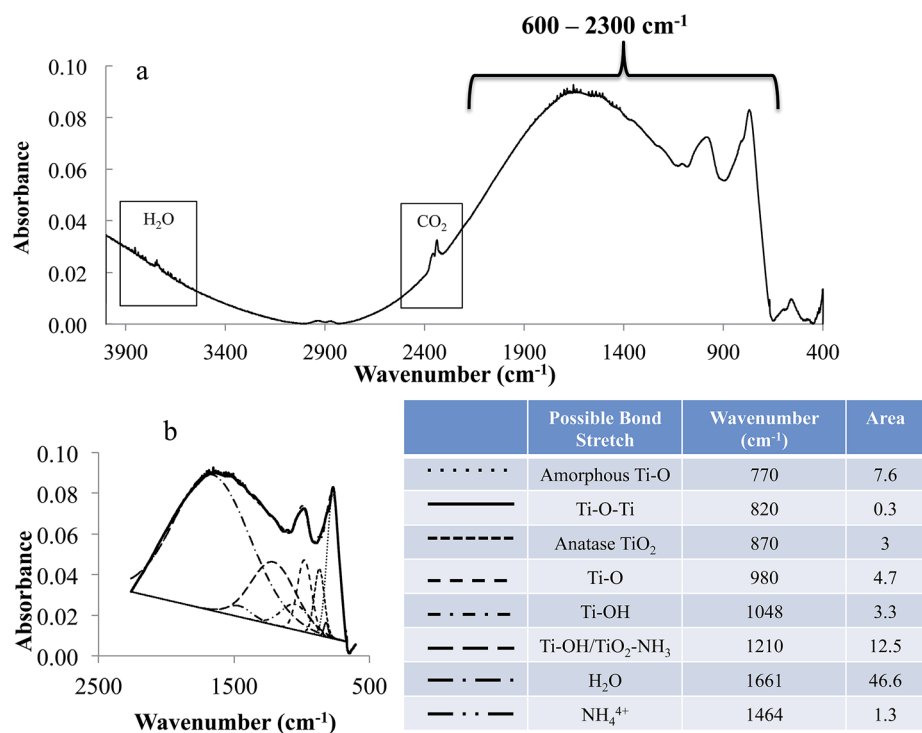 600 – 2300 cm⁻¹
a
0.10
0.08
0.06
0.04
0.02
0.00
Absorbance
H₂O
CO₂
3900 3400 2900 2400 1900 1400 900 400
Wavenumber (cm⁻¹)
b
0.10
0.08
0.06
0.04
0.02
0.00
Absorbance
2500 1500 500
Wavenumber (cm⁻¹)
Possible Bond Stretch Wavenumber (cm⁻¹) Area
Amorphous Ti-O 770 7.6
Ti-O-Ti 820 0.3
Anatase TiO₂ 870 3
Ti-O 980 4.7
Ti-OH 1048 3.3
Ti-OH/TiO₂-NH₃ 1210 12.5
H₂O 1661 46.6
NH₄⁴⁺ 1464 1.3